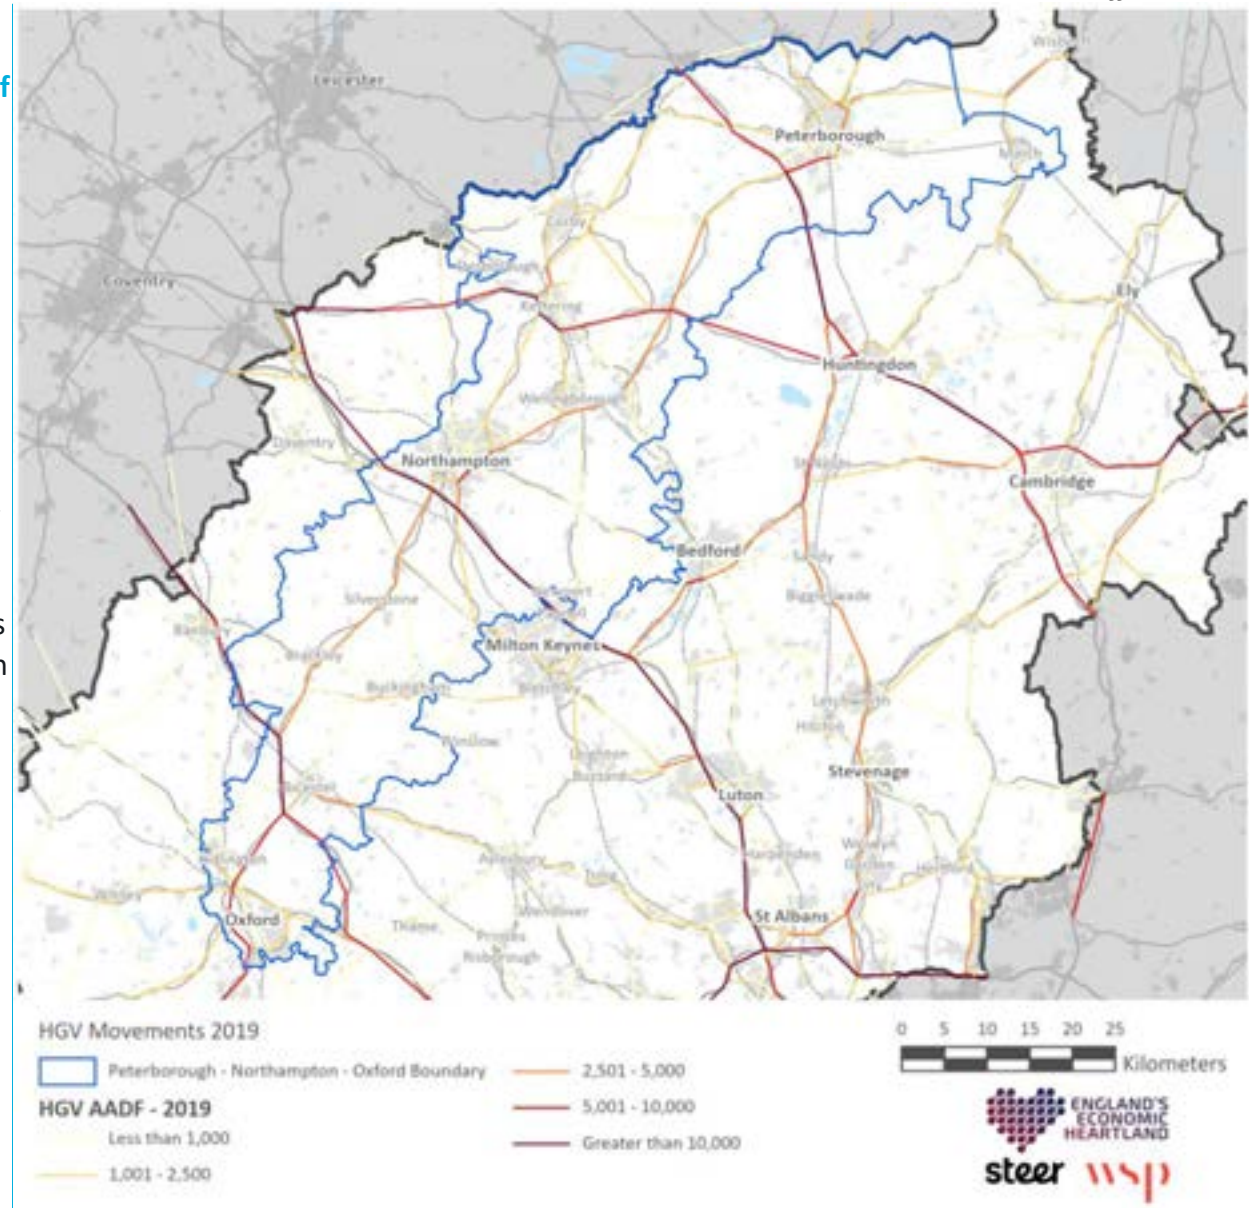 f
s
n
Leicester
Peterborough
March
Corby
Coventry
Ely
Kettering
Huntingdon
Wellingborough
Daventry
Northampton
St Neots
Cambridge
Bedford
Sandy
Silverstone
Biggleswade
Banbury
Milton Keynes
Brackley
Buckingham
Bletchley
Letchworth
Hitchin
Winslow
Leighton
Buzzard
Stevenage
Bicester
Luton
Harpenden
Welwyn
Garden
Aylesbury
Tring
Witney
Oxford
Wendover
St Albans
Thame
Princes
Risborough
HGV Movements 2019
Peterborough - Northampton - Oxford Boundary
HGV AADF - 2019
Less than 1,000
1,001 - 2,500
2,501 - 5,000
5,001 - 10,000
Greater than 10,000
0 5 10 15 20 25
Kilometers
ENGLAND'S
ECONOMIC
HEARTLAND
steer wsp